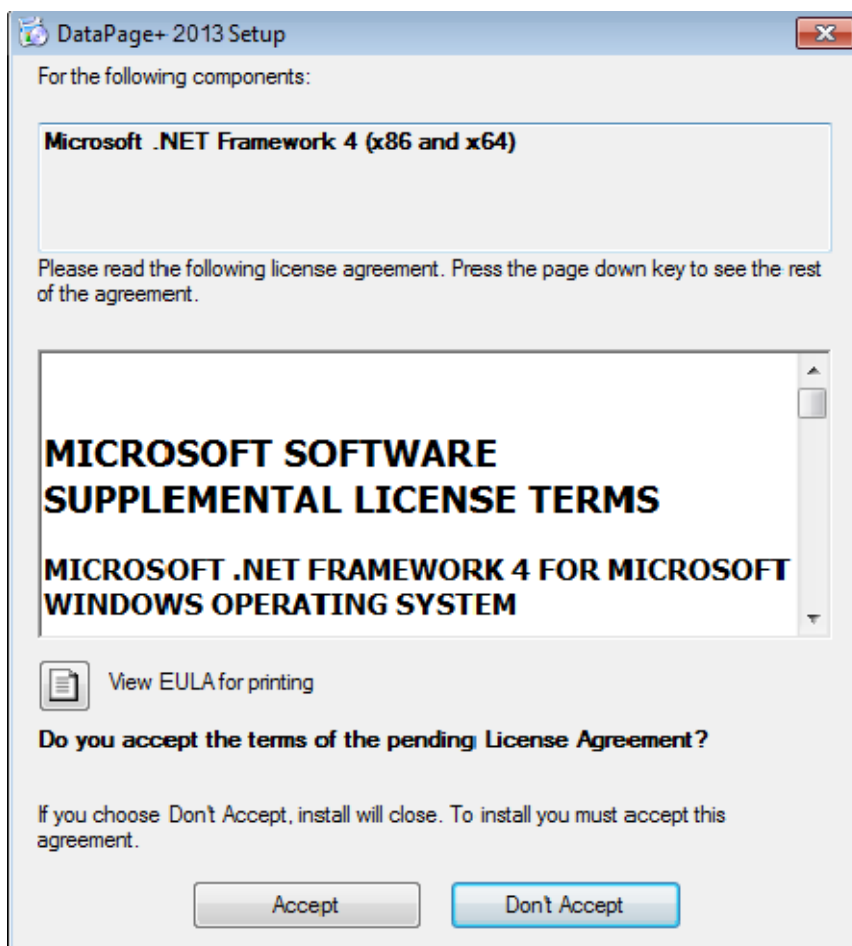 DataPage+ 2013 Setup
For the following components:
Microsoft .NET Framework 4 (x86 and x64)
Please read the following license agreement. Press the page down key to see the rest
of the agreement.
MICROSOFT SOFTWARE
SUPPLEMENTAL LICENSE TERMS
MICROSOFT .NET FRAMEWORK 4 FOR MICROSOFT
WINDOWS OPERATING SYSTEM
View EULA for printing
Do you accept the terms of the pending License Agreement?
If you choose Don't Accept, install will close. To install you must accept this
agreement.
Accept
Don't Accept